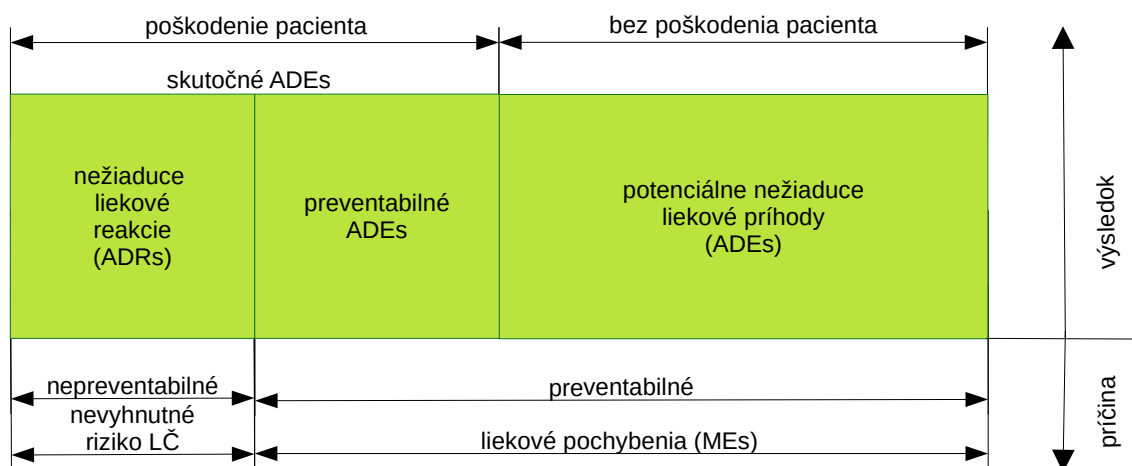 poškodenie pacienta
bez poškodenia pacienta
skutočné ADEs
nežiaduce
liekové
reakcie
(ADRs)
preventabilné
ADEs
potenciálne nežiaduce
liekové príhody
(ADEs)
výsledok
nepreventabilné
preventabilné
nevyhnutné
riziko LČ
liekové pochybenia (MEs)
príčina